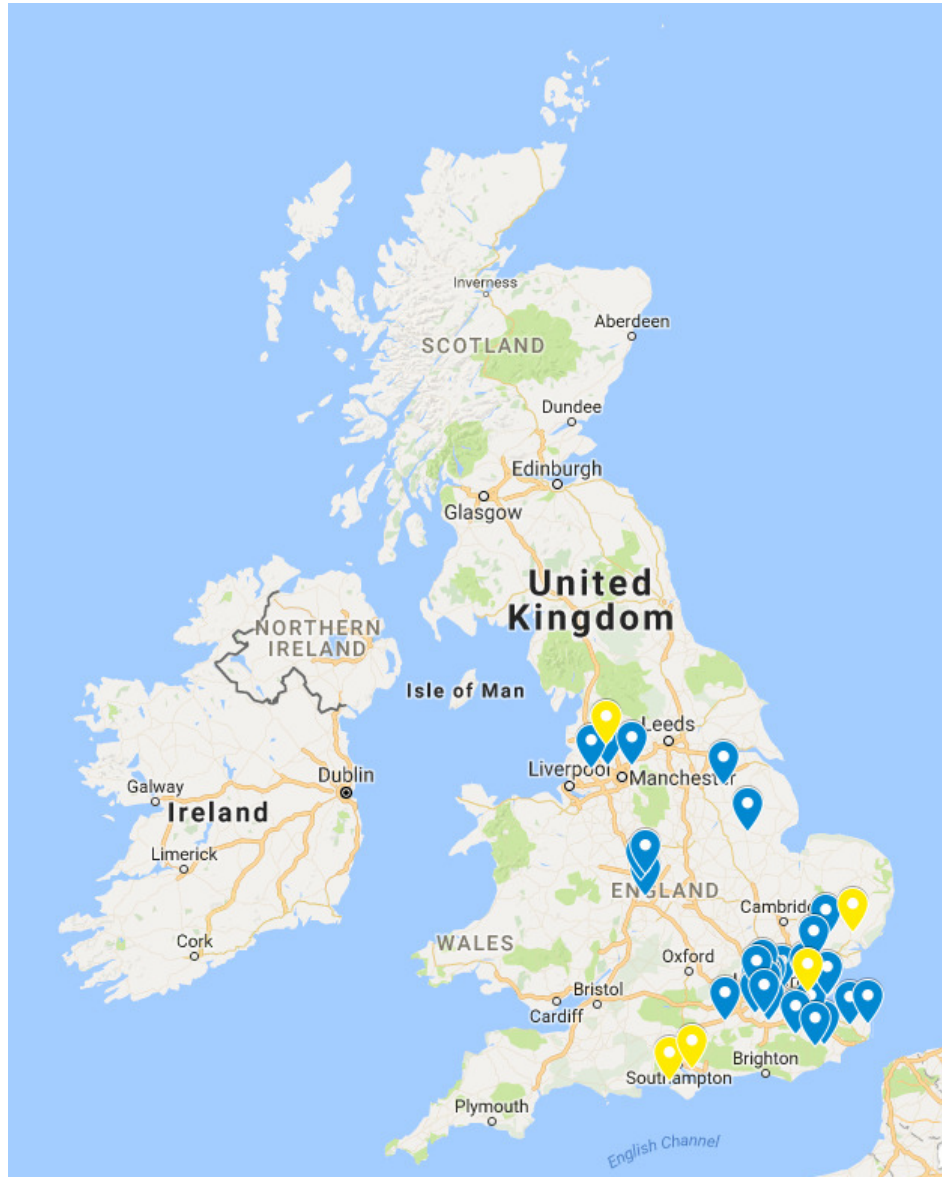 Inverness
Aberdeen
SCOTLAND
Dundee
Edinburgh
Glasgow
United
Kingdom
NORTHERN
IRELAND
Isle of Man
Leeds
Liverpool
Manchester
Dublin
Galway
Ireland
Limerick
ENGLAND
Cork
WALES
Oxford
Bristol
Cardiff
Southampton
Brighton
Plymouth
English Channel